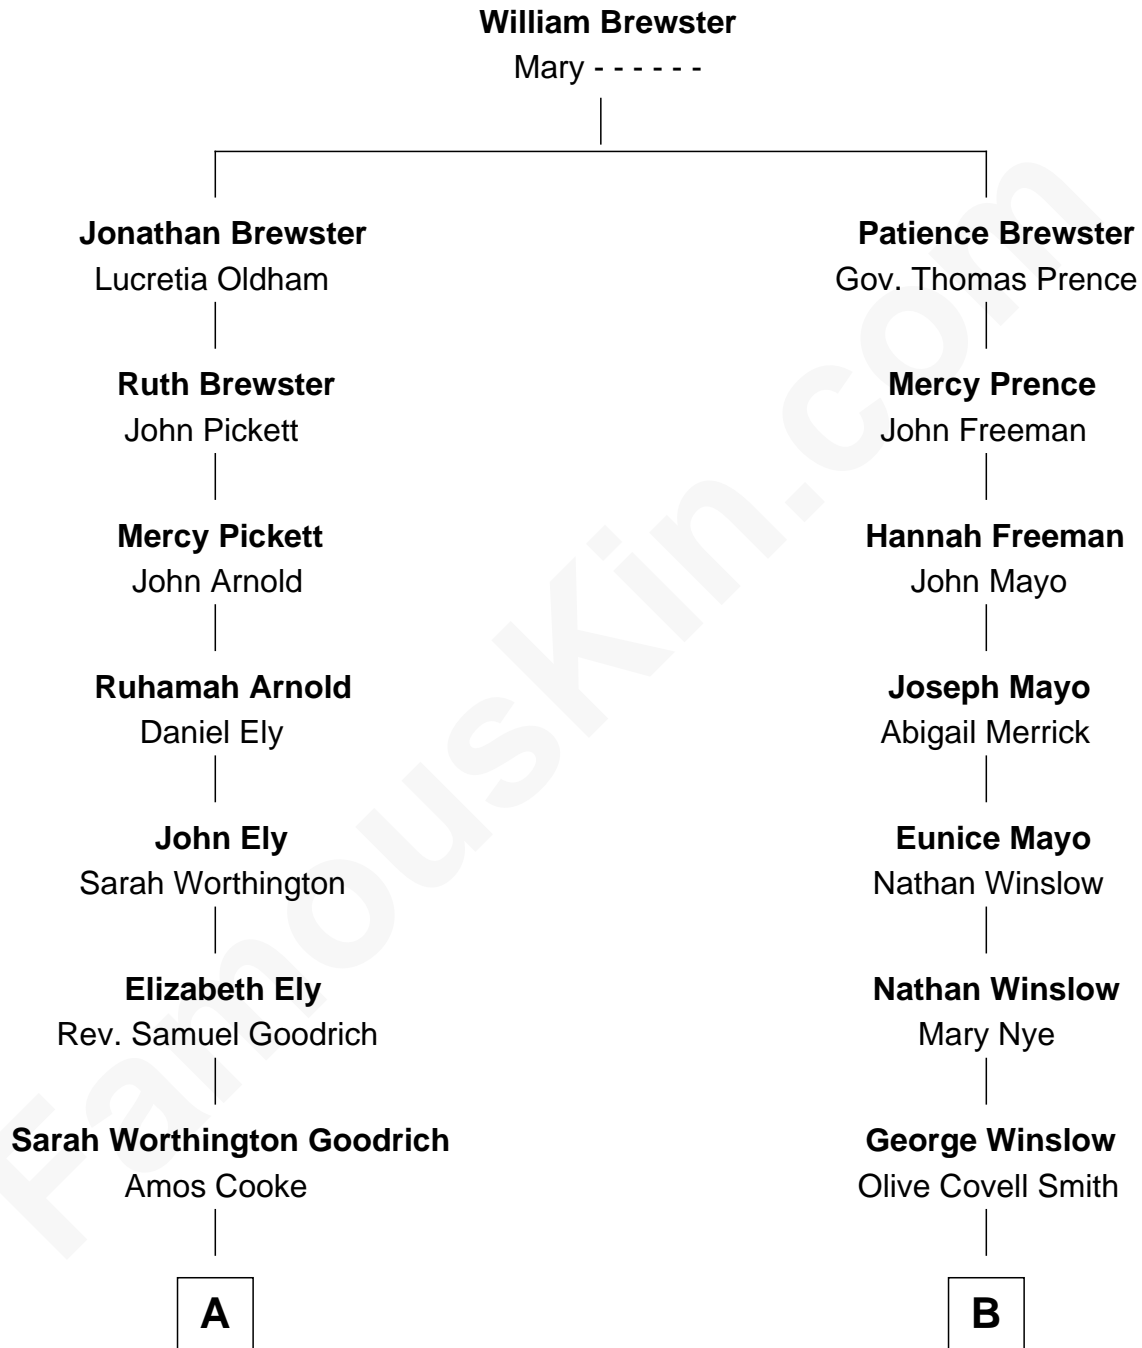 William Brewster
Mary - - - - - -
Jonathan Brewster
Lucretia Oldham
Patience Brewster
Gov. Thomas Prence
Ruth Brewster
John Pickett
Mercy Prence
John Freeman
Mercy Pickett
John Arnold
Hannah Freeman
John Mayo
Ruhamah Arnold
Daniel Ely
Joseph Mayo
Abigail Merrick
John Ely
Sarah Worthington
Eunice Mayo
Nathan Winslow
Elizabeth Ely
Rev. Samuel Goodrich
Nathan Winslow
Mary Nye
Sarah Worthington Goodrich
Amos Cooke
George Winslow
Olive Covell Smith
A
B
FamousKin.com